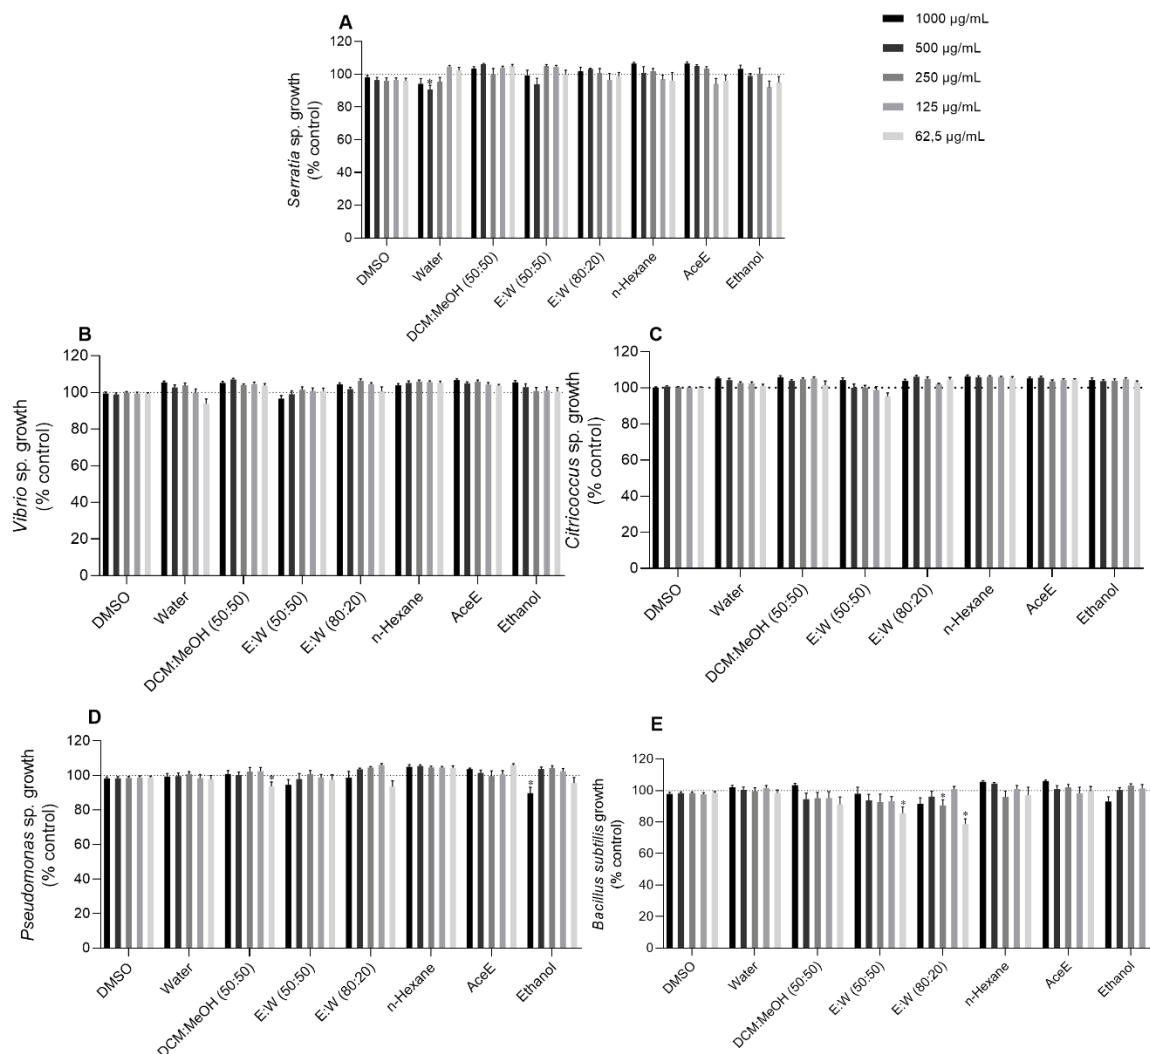 A
1000 µg/mL
500 µg/mL
250 µg/mL
125 µg/mL
62,5 µg/mL
Serratia sp. growth
(% control)
120
100
80
60
40
20
0
*
DMSO
Water
DCM:MeOH (50:50)
E:W (50:50)
E:W (80:20)
n-Hexane
AceE
Ethanol
B
Vibrio sp. growth
(% control)
120
100
80
60
40
20
0
DMSO
Water
DCM:MeOH (50:50)
E:W (50:50)
E:W (80:20)
n-Hexane
AceE
Ethanol
C
Citricoccus sp. growth
(% control)
120
100
80
60
40
20
0
DMSO
Water
DCM:MeOH (50:50)
E:W (50:50)
E:W (80:20)
n-Hexane
AceE
Ethanol
D
Pseudomonas sp. growth
(% control)
120
100
80
60
40
20
0
*
*
DMSO
Water
DCM:MeOH (50:50)
E:W (50:50)
E:W (80:20)
n-Hexane
AceE
Ethanol
E
Bacillus subtilis growth
(% control)
120
100
80
60
40
20
0
*
*
*
DMSO
Water
DCM:MeOH (50:50)
E:W (50:50)
E:W (80:20)
n-Hexane
AceE
Ethanol